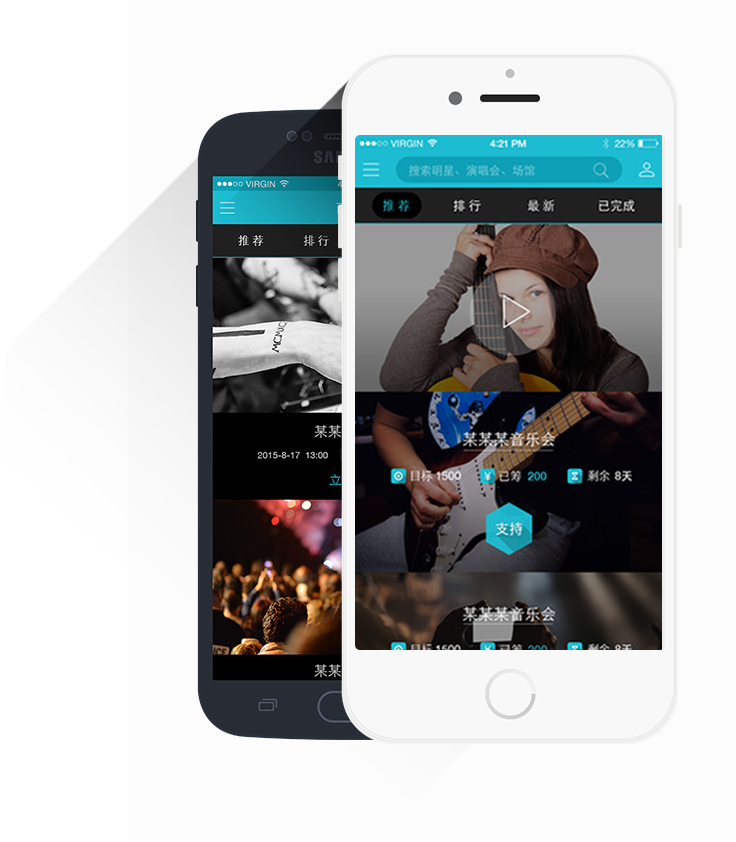 SA
VIRGIN
4
推荐 排行
MCMXC
某某
2015-8-17 13:00
立
某某
VIRGIN 4:21 PM 22%
搜索明星、演唱会、场馆
推荐 排行 最新 已完成
某某某音乐会
目标 1500 ¥ 已筹 200 剩余 8天
支持
某某某音乐会
目标 1500 ¥ 已筹 200 剩余 8天